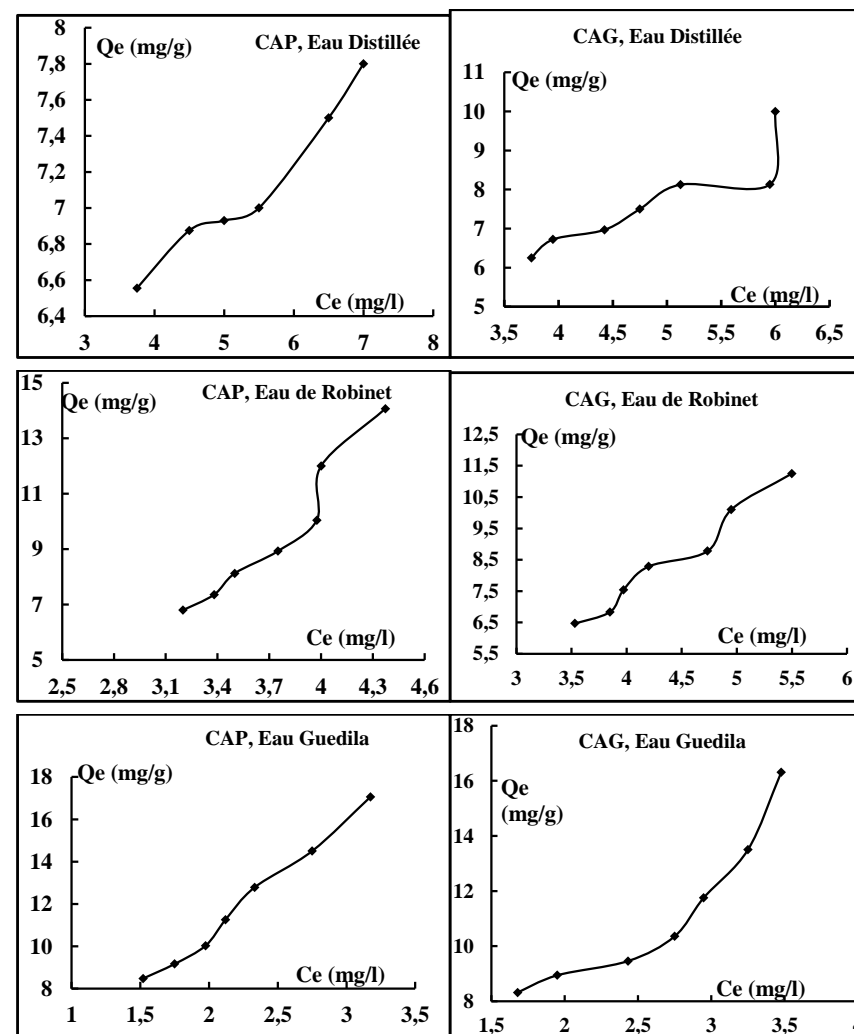 CAP, Eau Distillée
Qe (mg/g)
8
7,8
7,6
7,4
7,2
7
6,8
6,6
6,4
Ce (mg/l)
3 4 5 6 7 8
CAG, Eau Distillée
Qe (mg/g)
11
10
9
8
7
6
5
Ce (mg/l)
3,5 4 4,5 5 5,5 6 6,5
CAP, Eau de Robinet
Qe (mg/g)
15
13
11
9
7
5
Ce (mg/l)
2,5 2,8 3,1 3,4 3,7 4 4,3 4,6
CAG, Eau de Robinet
Qe (mg/g)
12,5
11,5
10,5
9,5
8,5
7,5
6,5
5,5
Ce (mg/l)
3 3,5 4 4,5 5 5,5 6
CAP, Eau Guedila
Qe (mg/g)
18
16
14
12
10
8
Ce (mg/l)
1 1,5 2 2,5 3 3,5
CAG, Eau Guedila
Qe
(mg/g)
18
16
14
12
10
8
Ce (mg/l)
1,5 2 2,5 3 3,5 4